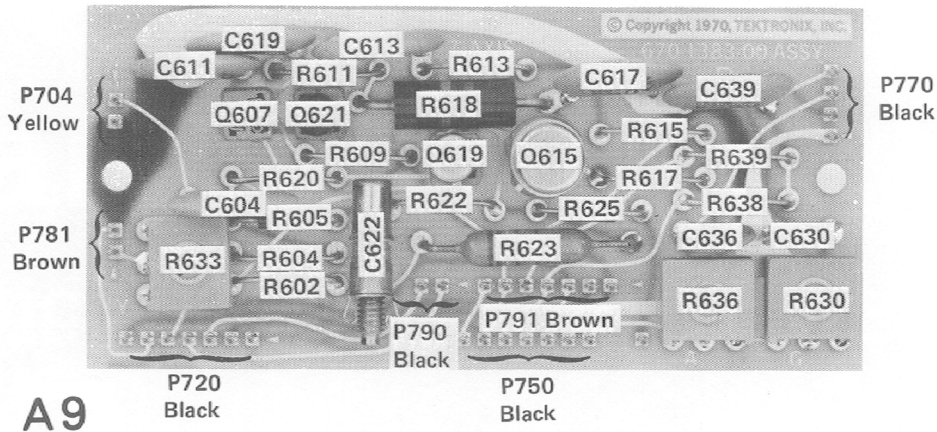 © Copyright 1970, TEKTRONIX, INC.
670-1383-00 ASSY
C619
C613
C611
R611
R613
C617
C639
P704
Yellow
Q607
Q621
R618
P770
Black
R615
R609
Q619
Q615
R639
R620
R617
C604
R622
R638
R605
R625
P781
Brown
C622
C636
C630
R633
R604
R623
R602
R636
R630
P790
Black
P791 Brown
P720
Black
P750
Black
A9